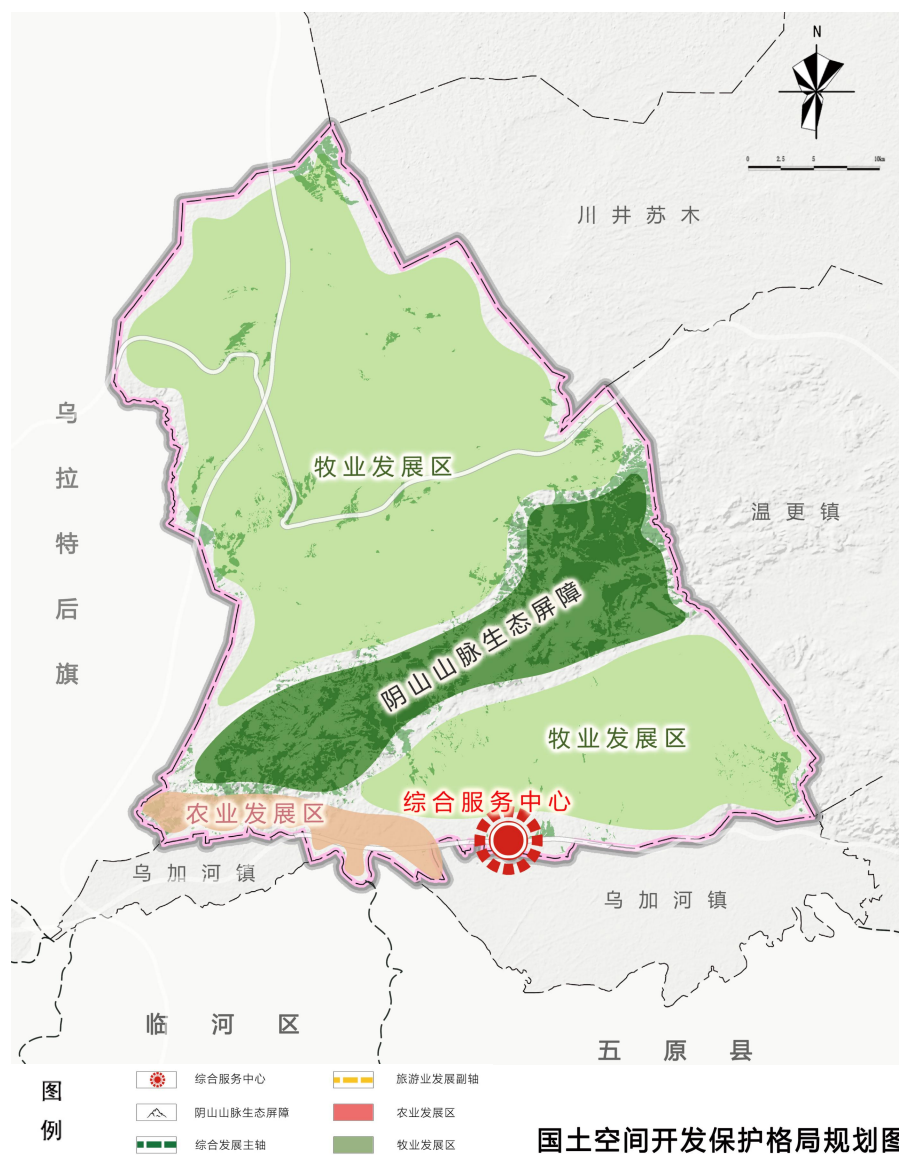 N
0 2.5 5 10km
川井苏木
乌拉特后旗
牧业发展区
温更镇
阴山山脉生态屏障
牧业发展区
综合服务中心
农业发展区
乌加河镇
乌加河镇
临河区
五原县
图例
综合服务中心
旅游业发展副轴
阴山山脉生态屏障
农业发展区
综合发展主轴
牧业发展区
国土空间开发保护格局规划图